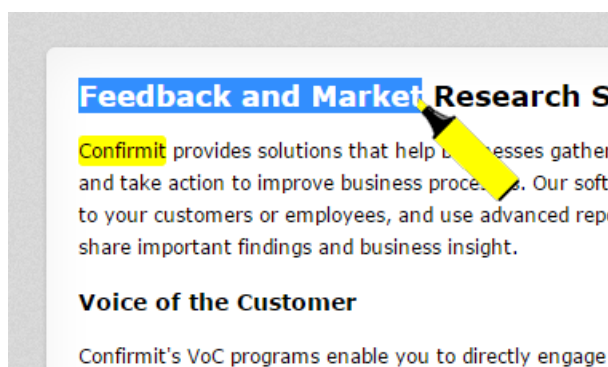 Feedback and Market Research S
Confirmit provides solutions that help gather
and take action to improve business Our soft
to your customers or employees, and use advanced rep
share important findings and business insight.
Voice of the Customer
Confirmit's VoC programs enable you to directly engage